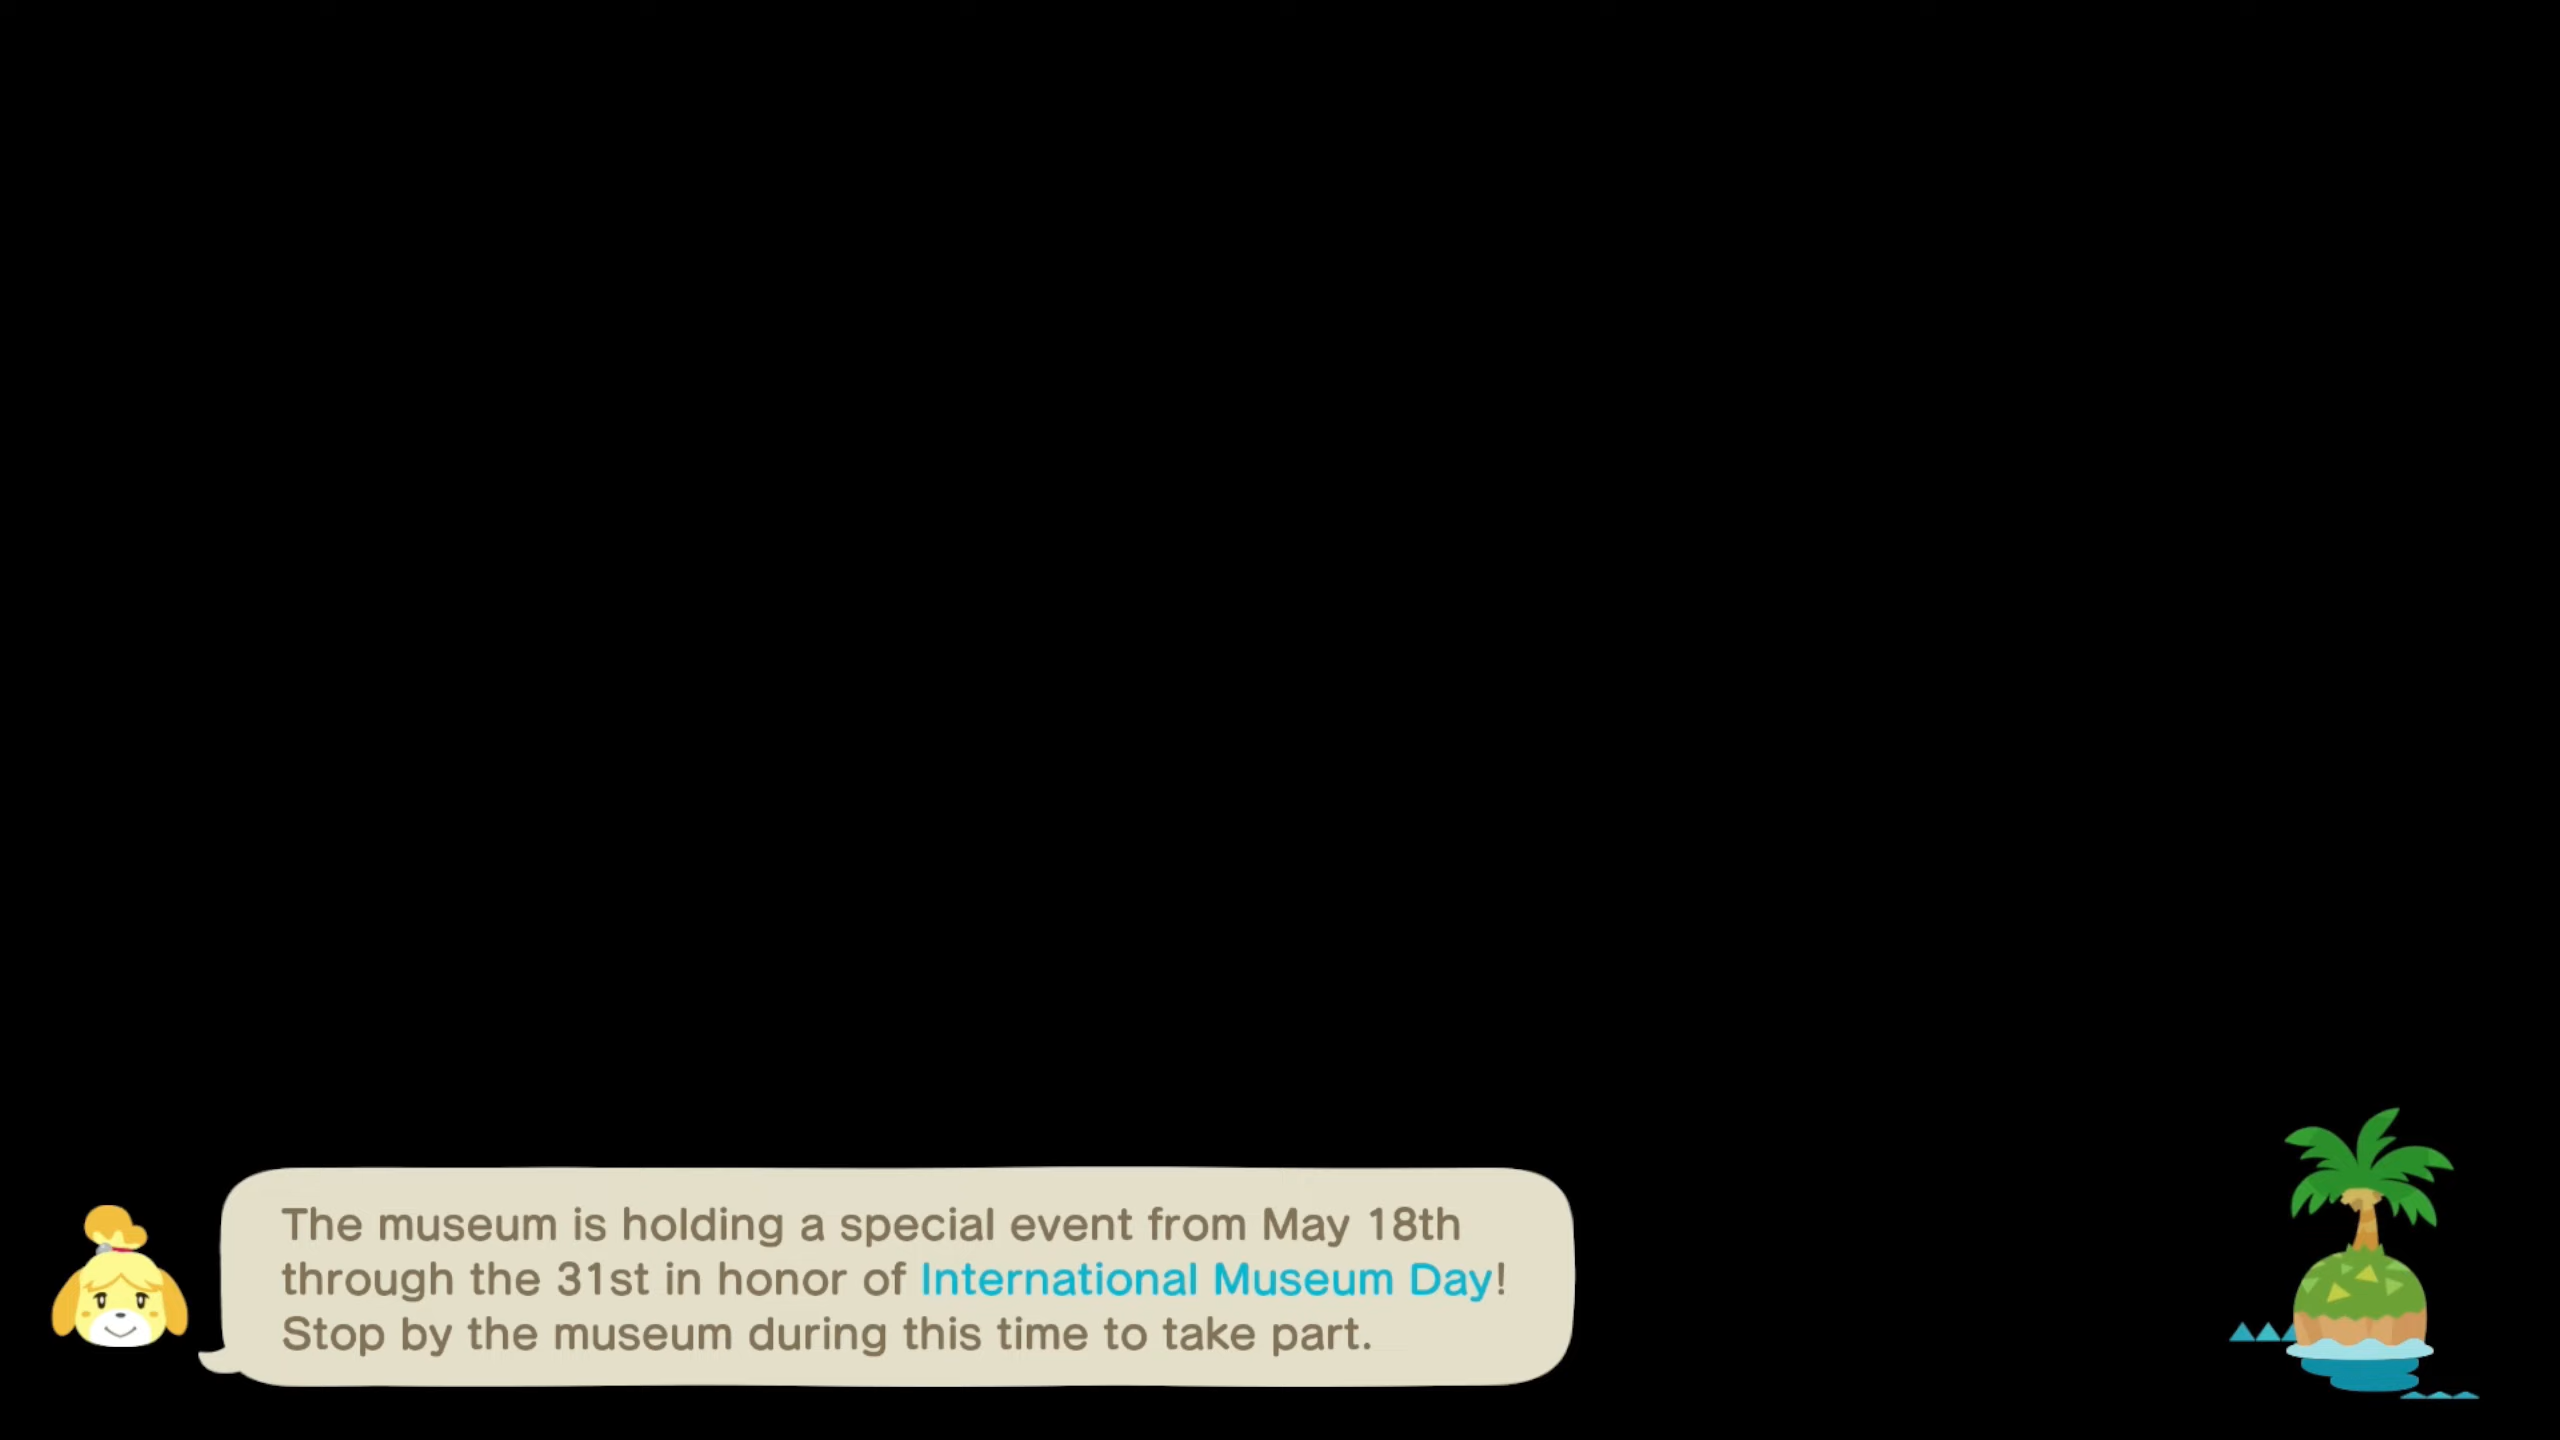 The museum is holding a special event from May 18th
through the 31st in honor of International Museum Day!
Stop by the museum during this time to take part.